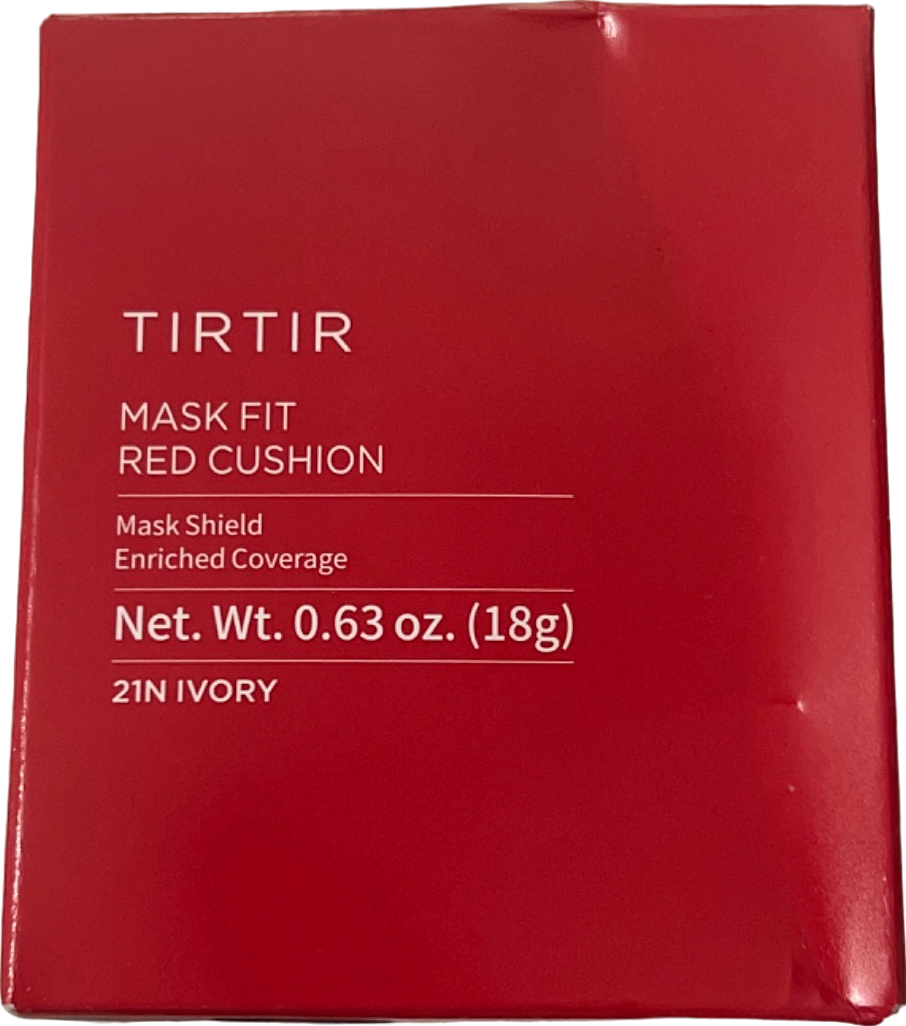 TIRTIR
MASK FIT
RED CUSHION
Mask Shield
Enriched Coverage
Net. Wt. 0.63 oz. (18g)
21N IVORY